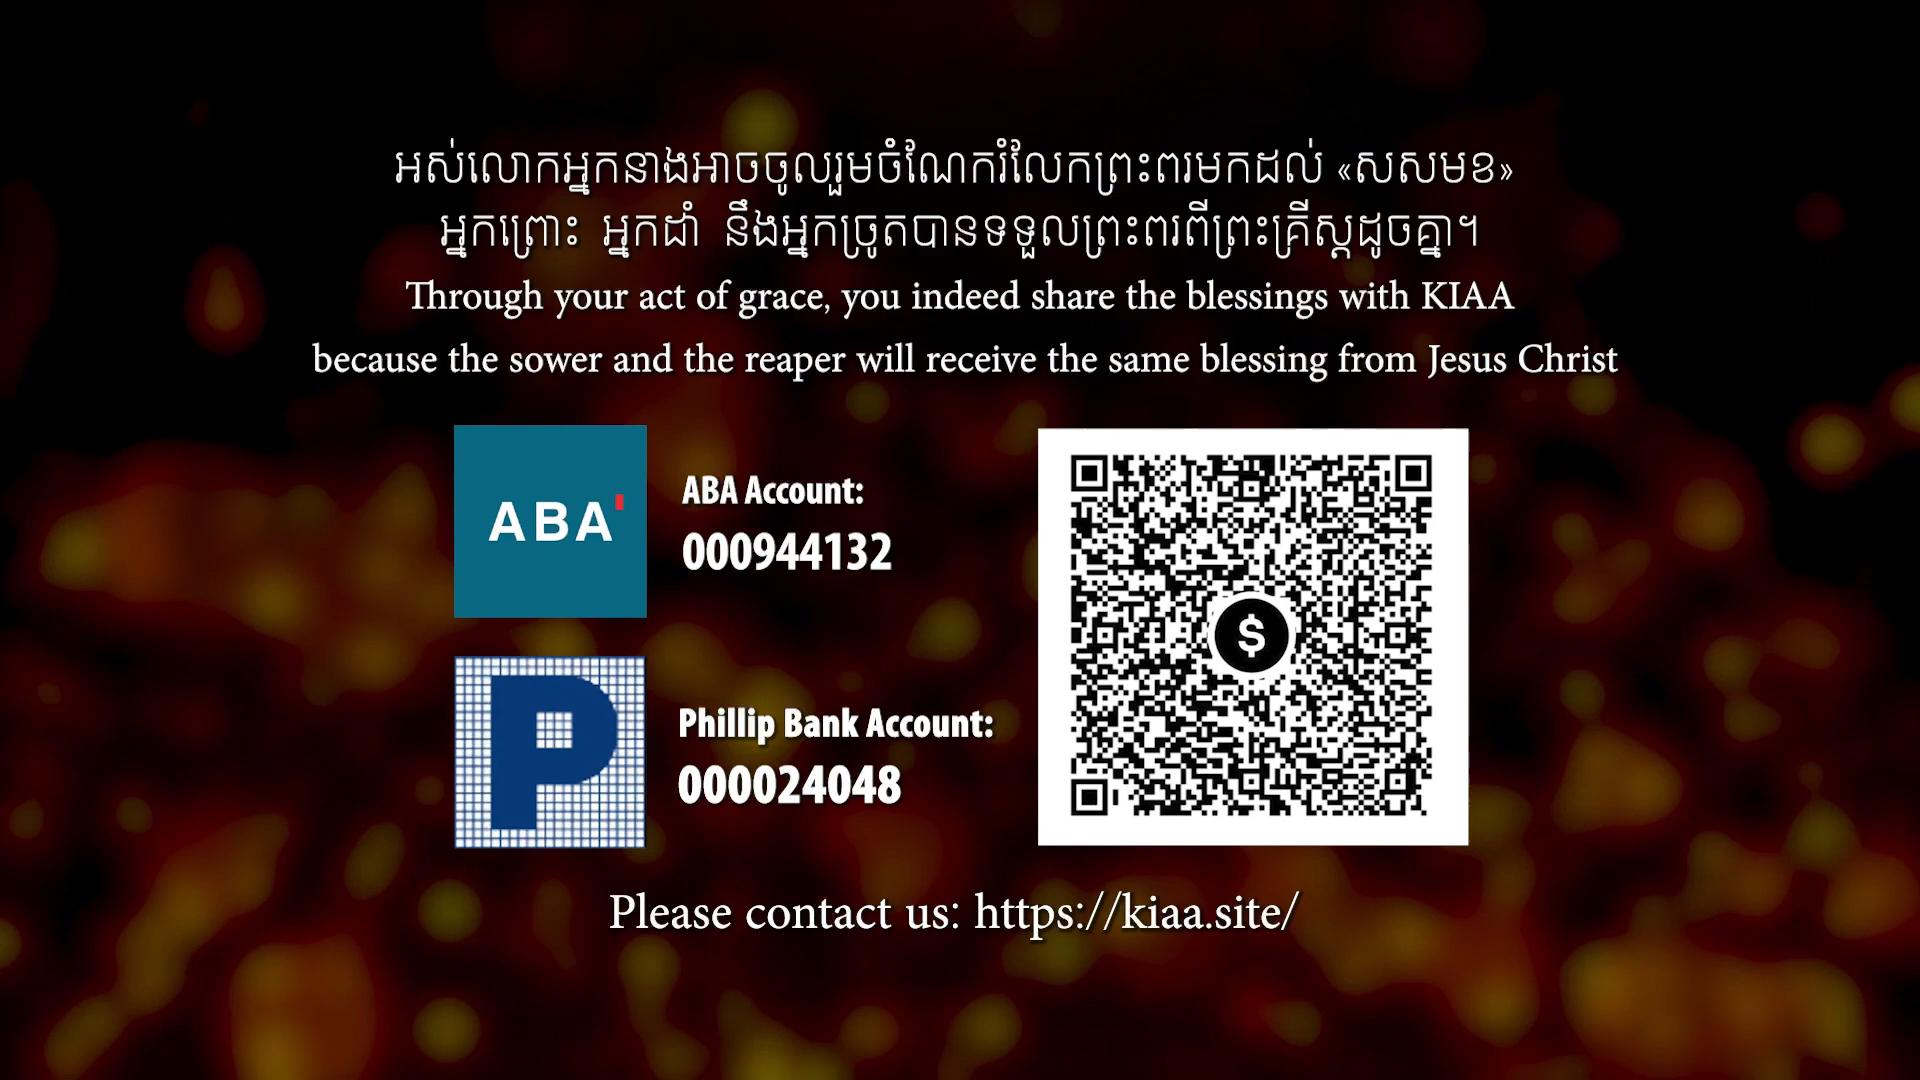 អស់លោកអ្នកនាងអាចចូលរួមចំណែករំលែកព្រះពរមកដល់ «សសមខ»
អ្នកព្រោះ អ្នកដាំ នឹងអ្នកច្រូតបានទទួលព្រះពរពីព្រះគ្រីស្តដូចគ្នា។
Through your act of grace, you indeed share the blessings with KIAA
because the sower and the reaper will receive the same blessing from Jesus Christ
ABA'
ABA Account:
000944132
$
P
Phillip Bank Account:
000024048
Please contact us: https://kiaa.site/